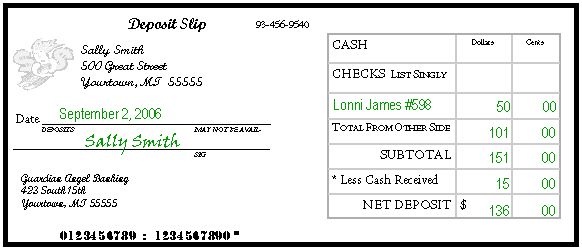 Deposit Slip 93-456-9540
Sally Smith
500 Great Street
Yourtown, MT 55555
Date September 2, 2006
DEPOSITS MAY NOT BE AVAIL-
Sally Smith
SIG
Guardian Angel Banking
423 South 15th
Yourtown, MT 55555
0123456789 : 1234567890 "
CASH Dollars Cents
CHECKS LIST SINGLY
Lonni James #598 50 00
TOTAL FROM OTHER SIDE 101 00
SUBTOTAL 151 00
* Less Cash Received 15 00
NET DEPOSIT $ 136 00